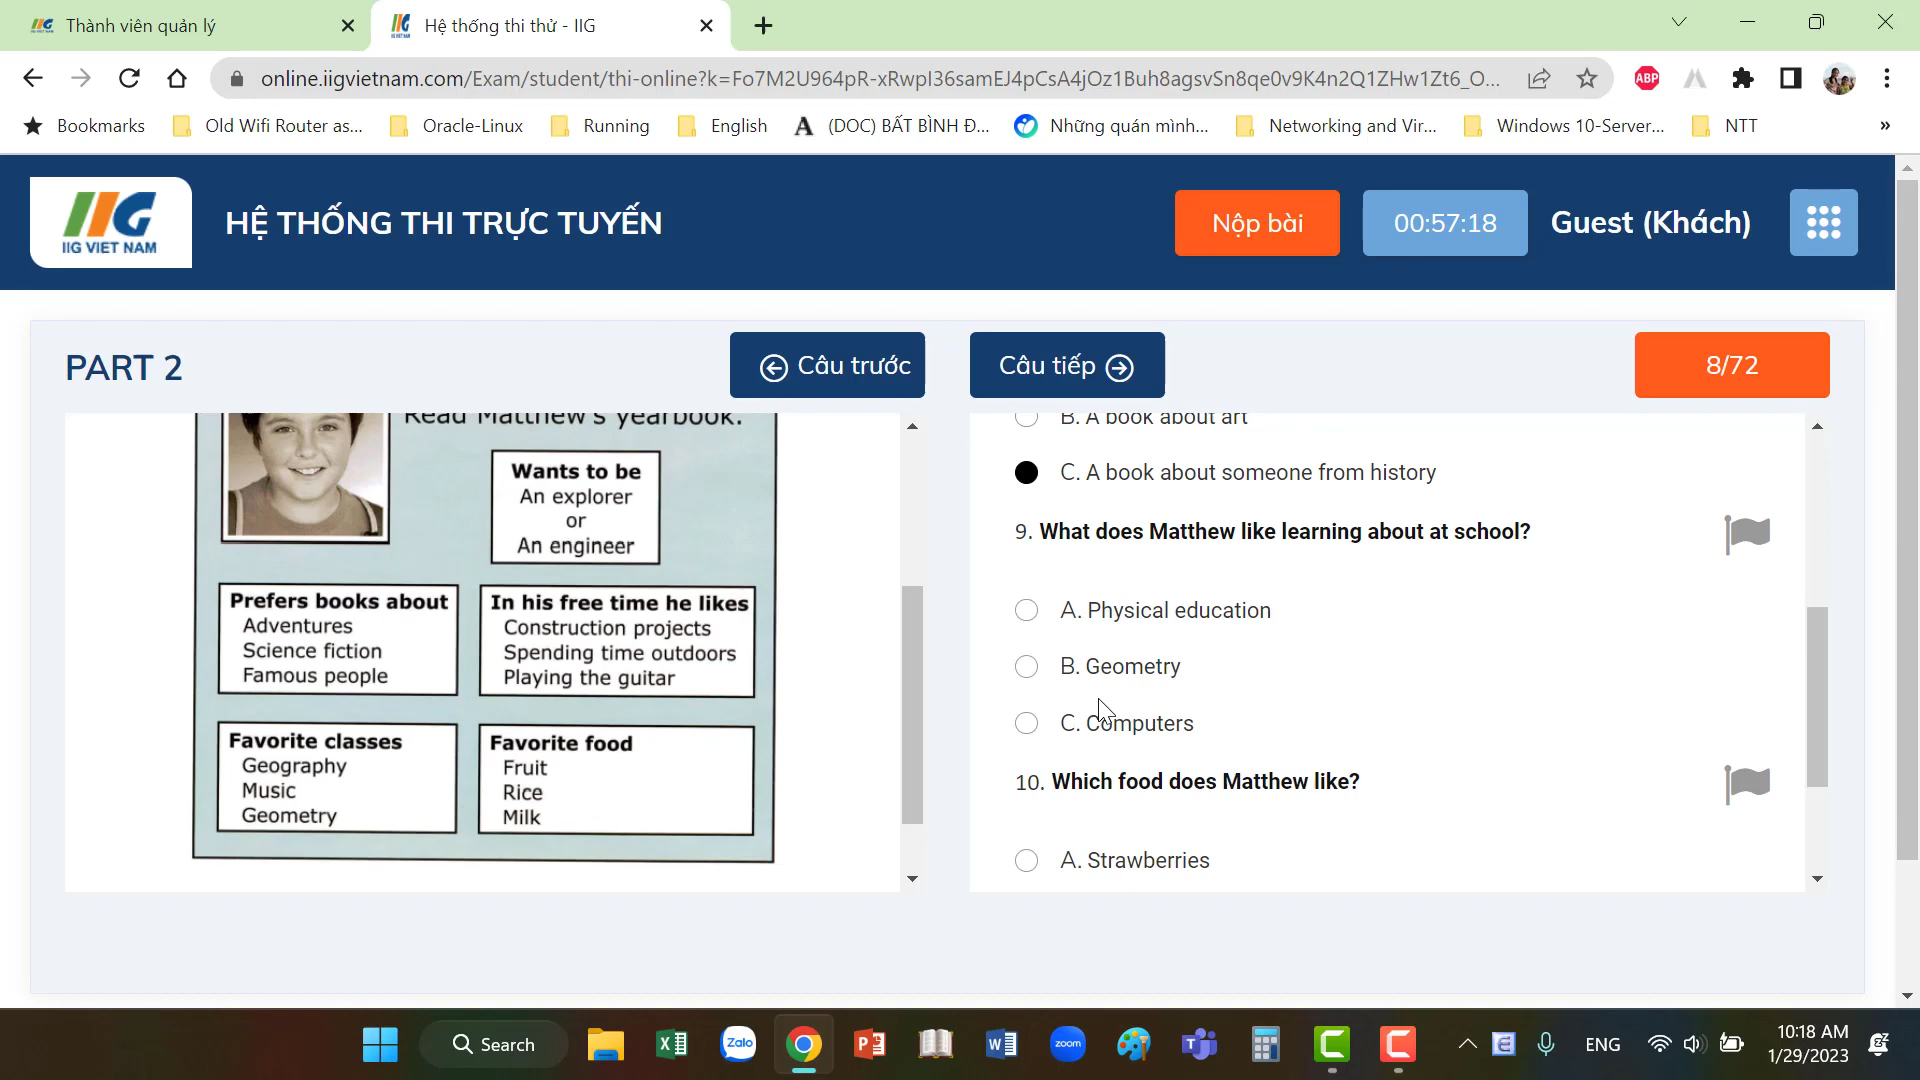 Thành viên quản lý
Hệ thống thi thử - IIG
online.iigvietnam.com/Exam/student/thi-online?k=Fo7M2U964pR-xRwpI36samEJ4pCsA4jOz1Buh8agsvSn8qe0v9K4n2Q1ZHw1Zt6_O...
ABP
Bookmarks
Old Wifi Router as...
Oracle-Linux
Running
English
(DOC) BẤT BÌNH Đ...
Những quán mình...
Networking and Vir...
Windows 10-Server...
NTT
»
IIG VIET NAM
HỆ THỐNG THI TRỰC TUYẾN
Nộp bài
00:57:18
Guest (Khách)
PART 2
Câu trước
Câu tiếp
8/72
Read Matthew's yearbook.
Wants to be
An explorer
or
An engineer
Prefers books about
Adventures
Science fiction
Famous people
In his free time he likes
Construction projects
Spending time outdoors
Playing the guitar
Favorite classes
Geography
Music
Geometry
Favorite food
Fruit
Rice
Milk
B. A book about art
C. A book about someone from history
9. What does Matthew like learning about at school?
A. Physical education
B. Geometry
C. Computers
10. Which food does Matthew like?
A. Strawberries
Search
Zalo
zoom
ENG
10:18 AM
1/29/2023